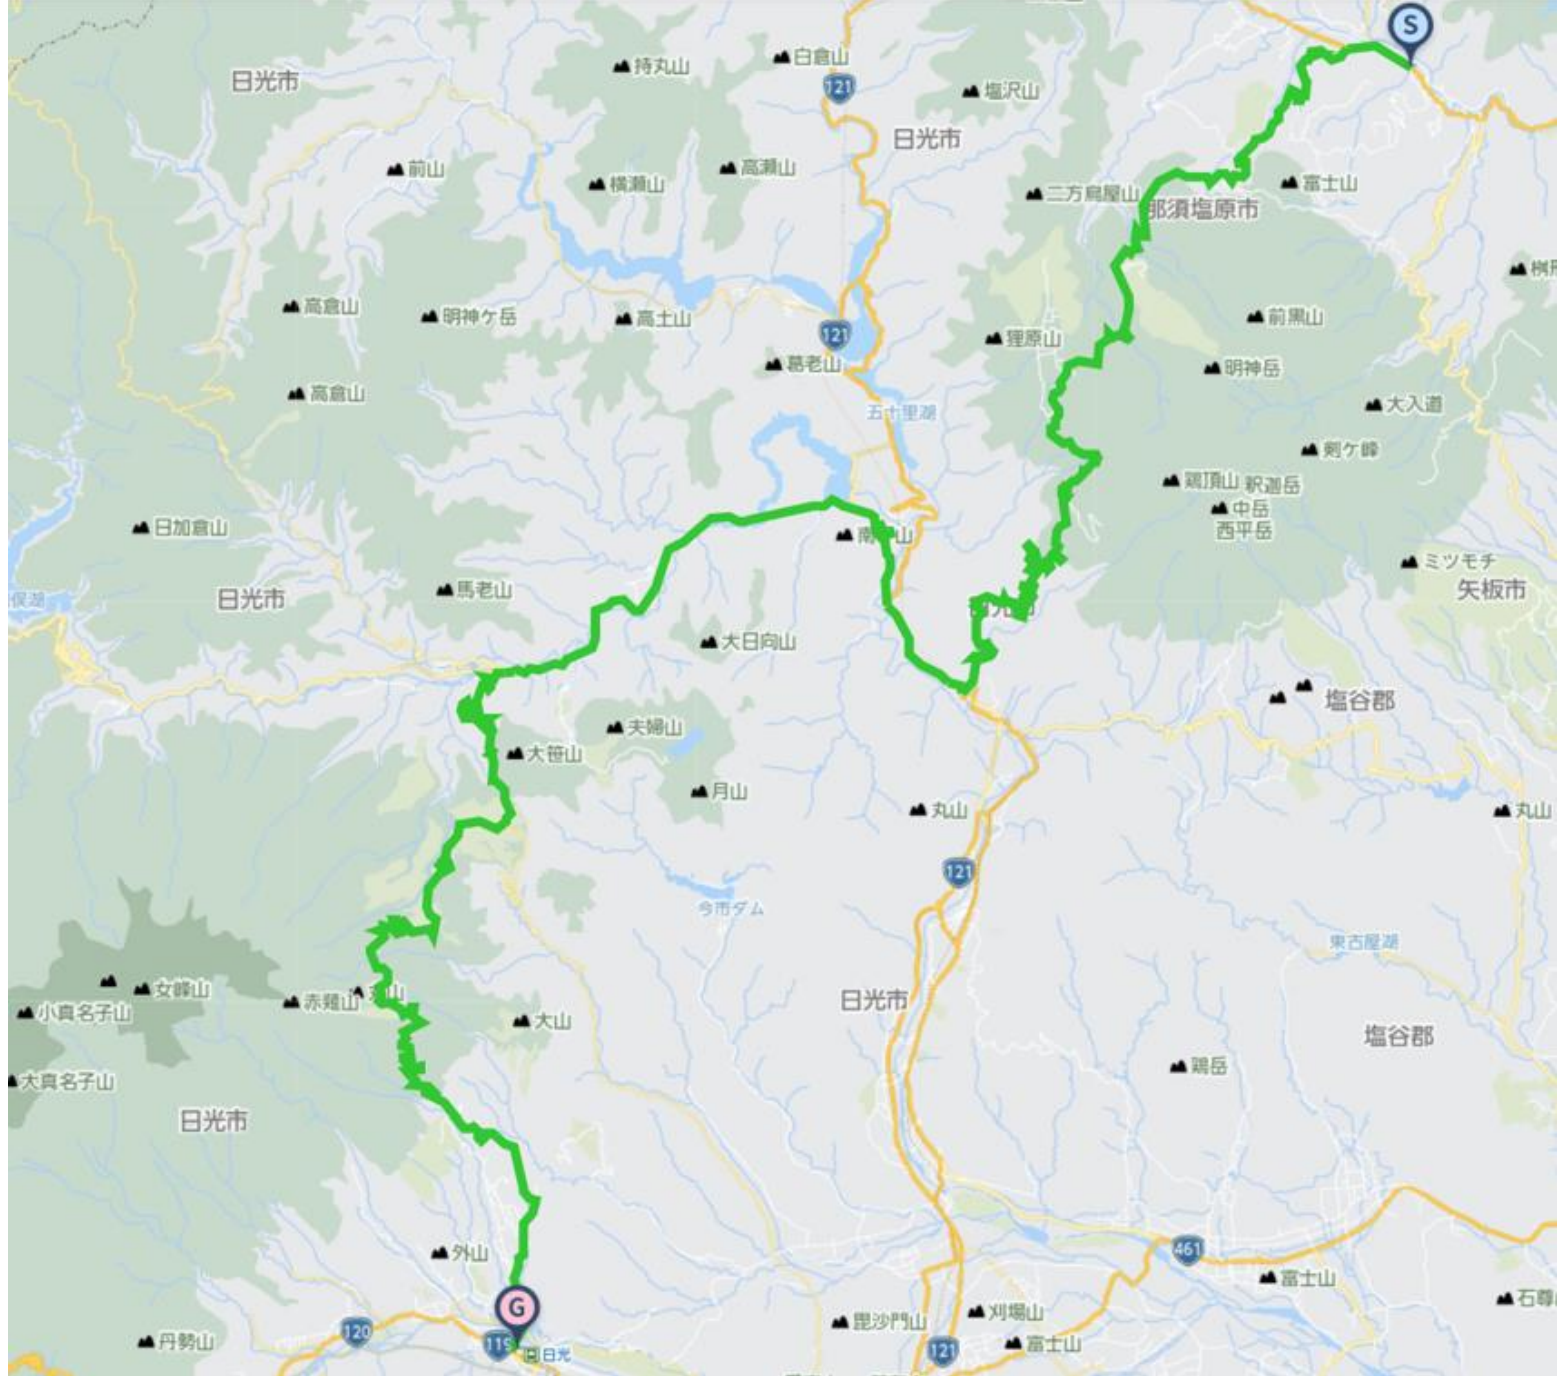 S
白倉山
持丸山
日光市
121
塩沢山
日光市
前山
高瀬山
横瀬山
富士山
二方鳥屋山
那須塩原市
高倉山
明神ケ岳
高土山
前黒山
121
狸原山
葛老山
明神岳
高倉山
大入道
五十里湖
剣ケ峰
鶏頂山
釈迦岳
中岳
日加倉山
西平岳
ミツモチ
馬老山
矢板市
日光市
俣湖
大日向山
塩谷郡
夫婦山
大笹山
月山
丸山
丸山
121
今市ダム
東古屋湖
女峰山
日光市
赤薙山
小真名子山
大山
塩谷郡
鶏岳
大真名子山
日光市
461
外山
富士山
石尊
G
刈場山
毘沙門山
120
119
丹勢山
富士山
121
日光